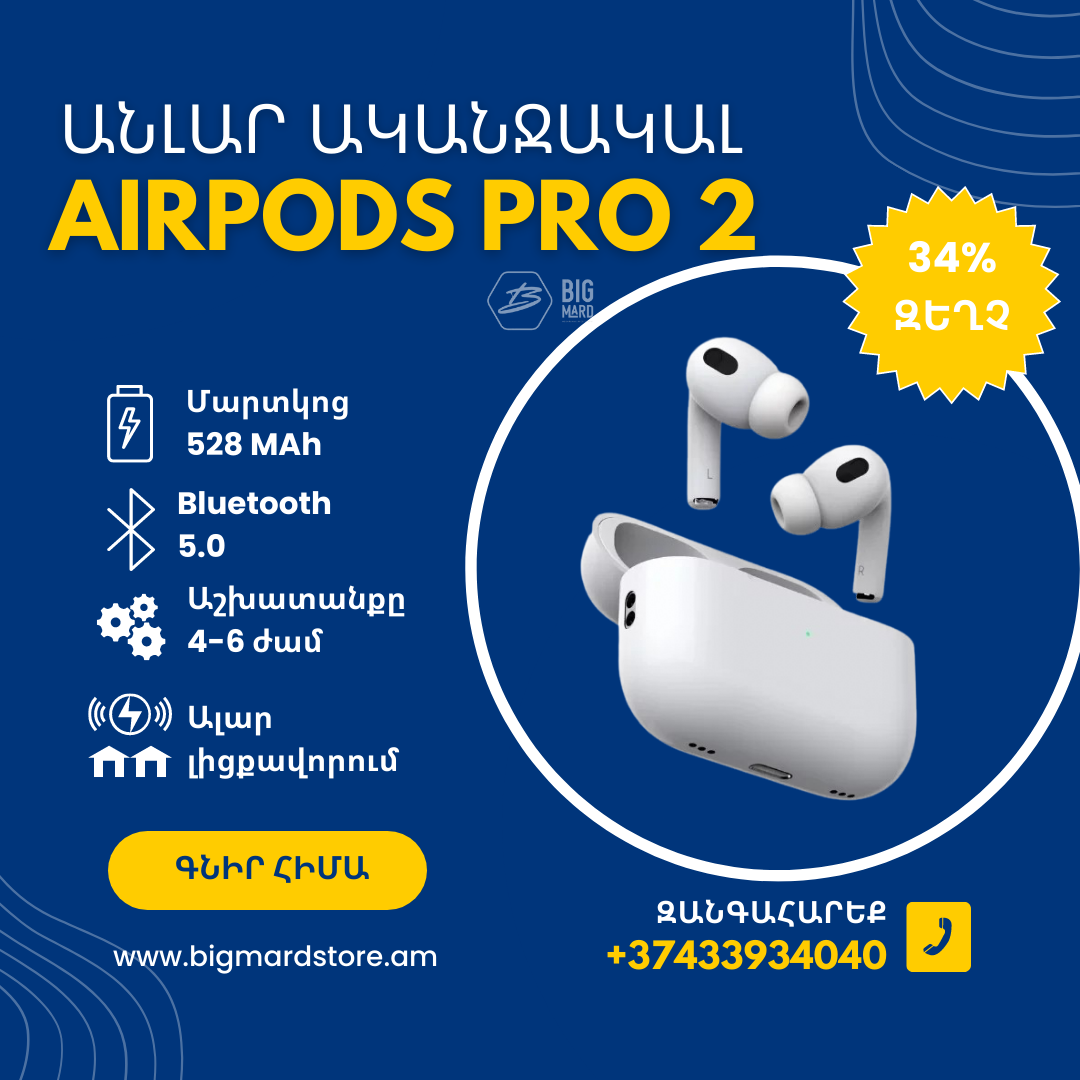 ԱՆԼԱՐ ԱԿԱՆՋԱԿԱԼ
AIRPODS PRO 2
BIG
MARD
34%
ԶԵՂՉ
Մարտկոց
528 MAh
Bluetooth
5.0
Աշխատանքը
4-6 ժամ
Ալար
լիցքավորում
L
R
ԳՆԻՐ ՀԻՄԱ
www.bigmardstore.am
ԶԱՆԳԱՀԱՐԵՔ
+37433934040